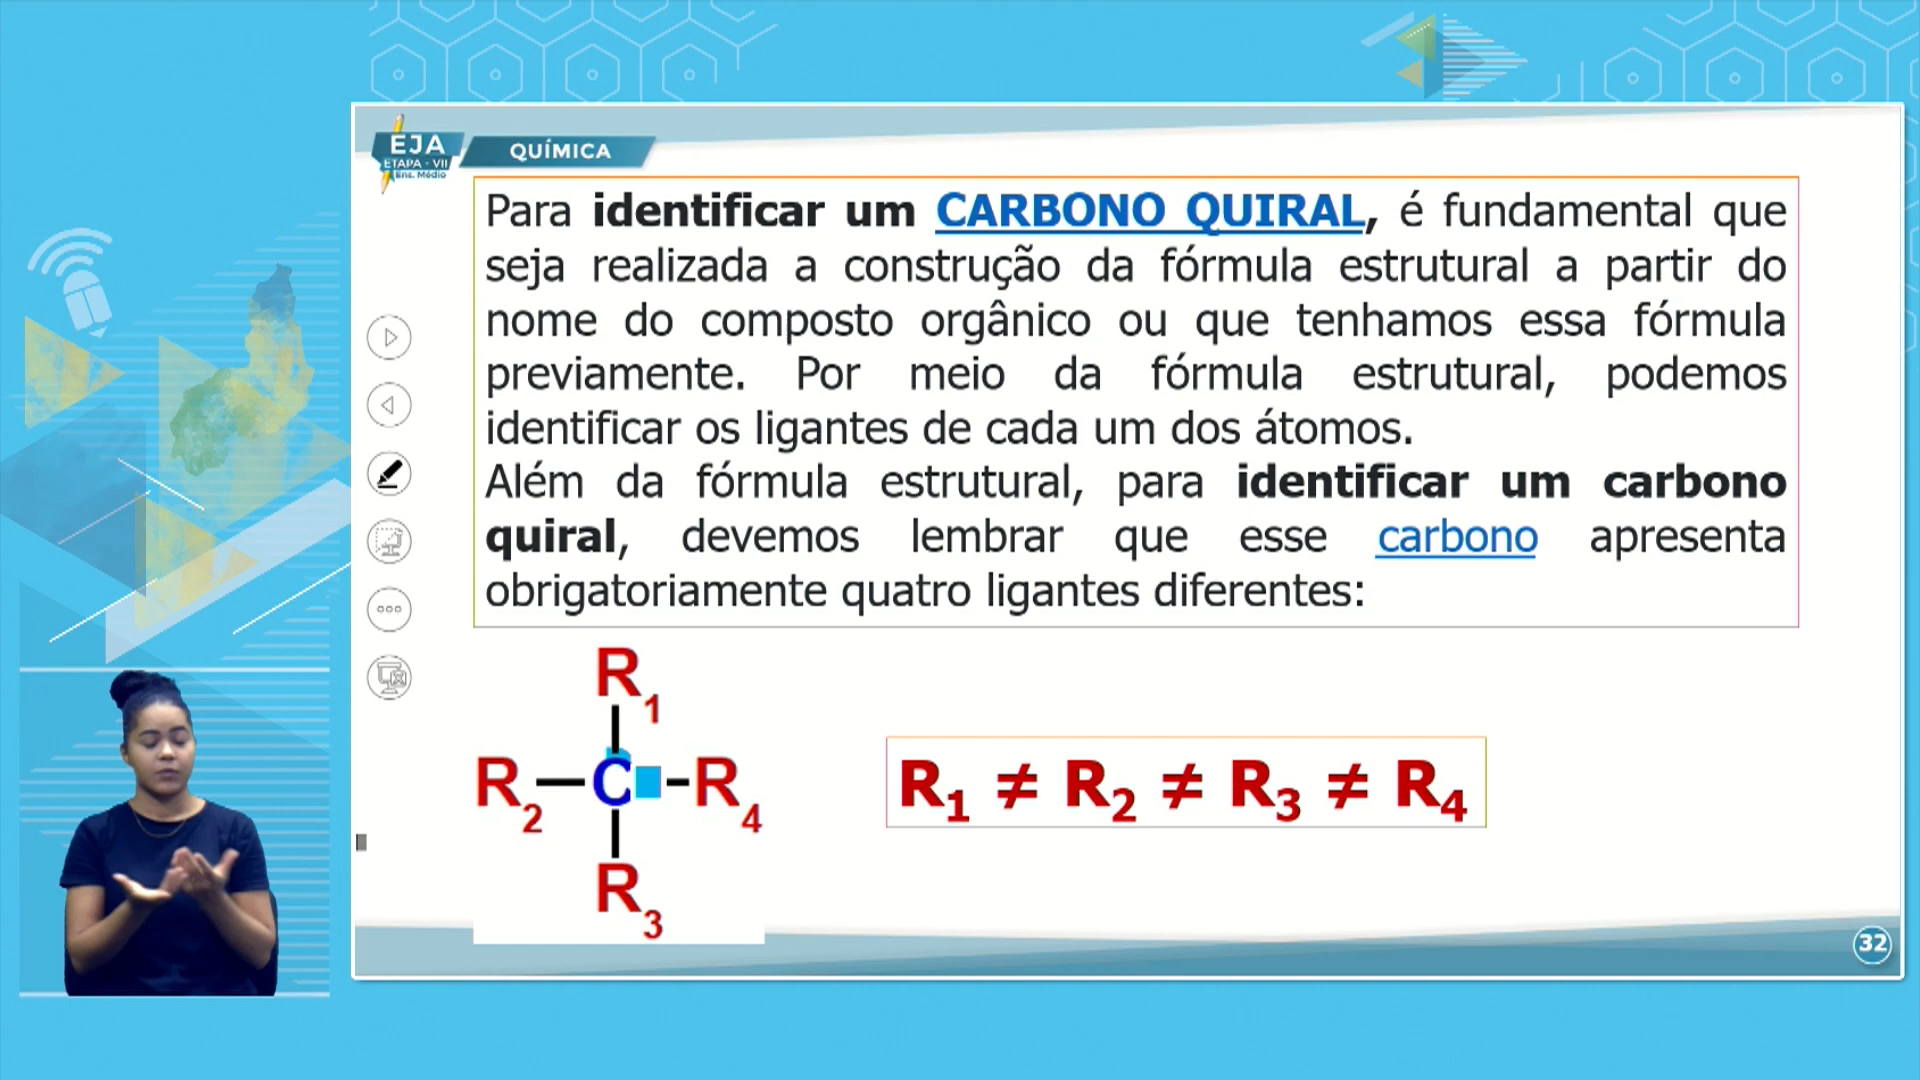 EJA
ETAPA - VII
Ens. Médio
QUÍMICA
Para identificar um CARBONO QUIRAL, é fundamental que
seja realizada a construção da fórmula estrutural a partir do
nome do composto orgânico ou que tenhamos essa fórmula
previamente. Por meio da fórmula estrutural, podemos
identificar os ligantes de cada um dos átomos.
Além da fórmula estrutural, para identificar um carbono
quiral, devemos lembrar que esse carbono apresenta
obrigatoriamente quatro ligantes diferentes:
R1
R2 C R4
R3
R1 ≠ R2 ≠ R3 ≠ R4
32